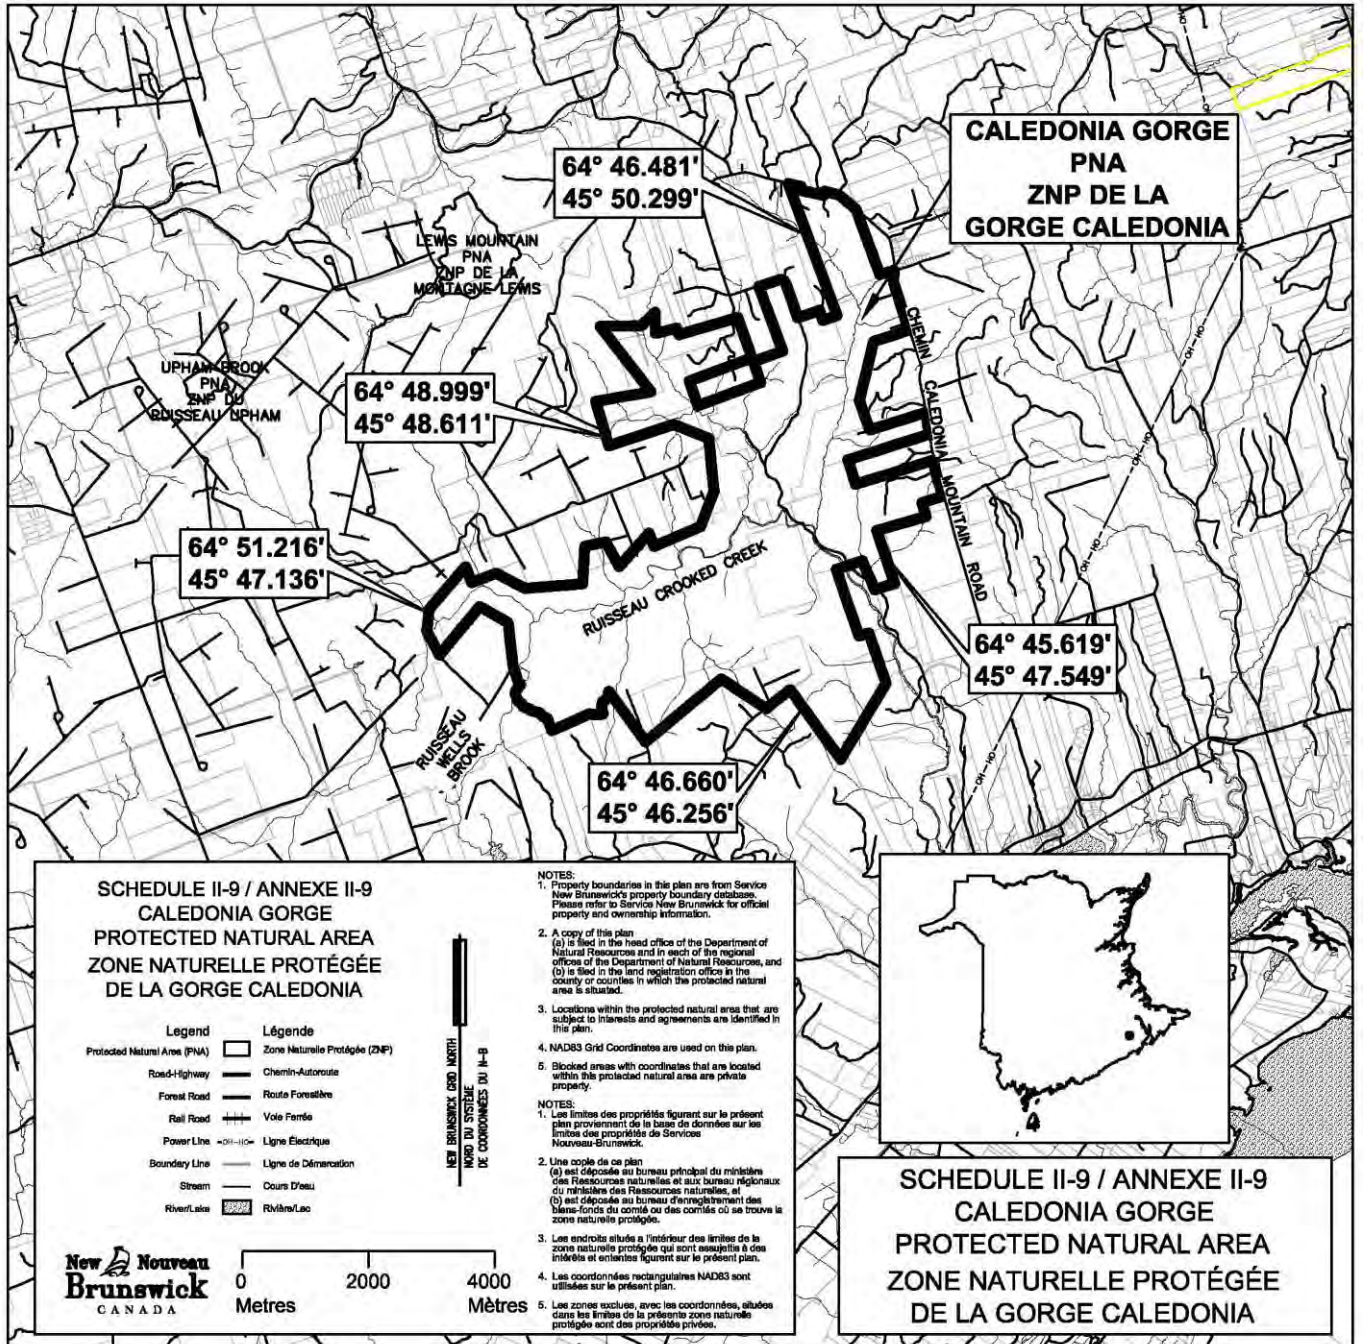 CALEDONIA GORGE
PNA
ZNP DE LA
GORGE CALEDONIA
64° 46.481'
45° 50.299'
LEWIS MOUNTAIN
PNA
ZNP DE LA
MONTAGNE LEWIS
UPHAM BROOK
PNA
ZNP DU
RUISSEAU UPHAM
64° 48.999'
45° 48.611'
CHEMIN CALEDONIA MOUNTAIN ROAD
64° 51.216'
45° 47.136'
RUISSEAU CROOKED CREEK
64° 45.619'
45° 47.549'
RUISSEAU
WELLS
BROOK
64° 46.660'
45° 46.256'
SCHEDULE II-9 / ANNEXE II-9
CALEDONIA GORGE
PROTECTED NATURAL AREA
ZONE NATURELLE PROTÉGÉE
DE LA GORGE CALEDONIA
Legend Légende
Protected Natural Area (PNA) Zone Naturelle Protégée (ZNP)
Road-Highway Chemin-Autoroute
Forest Road Route Forestière
Rail Road Voie Ferrée
Power Line -OH-HO- Ligne Électrique
Boundary Line Ligne de Démarcation
Stream Cours D'eau
River/Lake Rivière/Lac
NEW BRUNSWICK GRID NORTH
NORD DU SYSTÈME
DE COORDONNÉES DU N-B
New Nouveau
Brunswick
CANADA
0 2000 4000
Metres Mètres
NOTES:
1. Property boundaries in this plan are from Service
New Brunswick's property boundary database.
Please refer to Service New Brunswick for official
property and ownership information.
2. A copy of this plan
(a) is filed in the head office of the Department of
Natural Resources and in each of the regional
offices of the Department of Natural Resources, and
(b) is filed in the land registration office in the
county or counties in which the protected natural
area is situated.
3. Locations within the protected natural area that are
subject to interests and agreements are identified in
this plan.
4. NAD83 Grid Coordinates are used on this plan.
5. Blocked areas with coordinates that are located
within this protected natural area are private
property.
NOTES:
1. Les limites des propriétés figurant sur le présent
plan proviennent de la base de données sur les
limites des propriétés de Services
Nouveau-Brunswick.
2. Une copie de ce plan
(a) est déposée au bureau principal du ministère
des Ressources naturelles et aux bureau régionaux
du ministère des Ressources naturelles, et
(b) est déposée au bureau d'enregistrement des
biens-fonds du comté ou des comtés où se trouve la
zone naturelle protégée.
3. Les endroits situés a l'intérieur des limites de la
zone naturelle protégée qui sont assujettis à des
intérêts et ententes figurent sur le présent plan.
4. Les coordonnées rectangulaires NAD83 sont
utilisées sur le présent plan.
5. Les zones exclues, avec les coordonnées, situées
dans les limites de la présente zone naturelle
protégée sont des propriétés privées.
SCHEDULE II-9 / ANNEXE II-9
CALEDONIA GORGE
PROTECTED NATURAL AREA
ZONE NATURELLE PROTÉGÉE
DE LA GORGE CALEDONIA